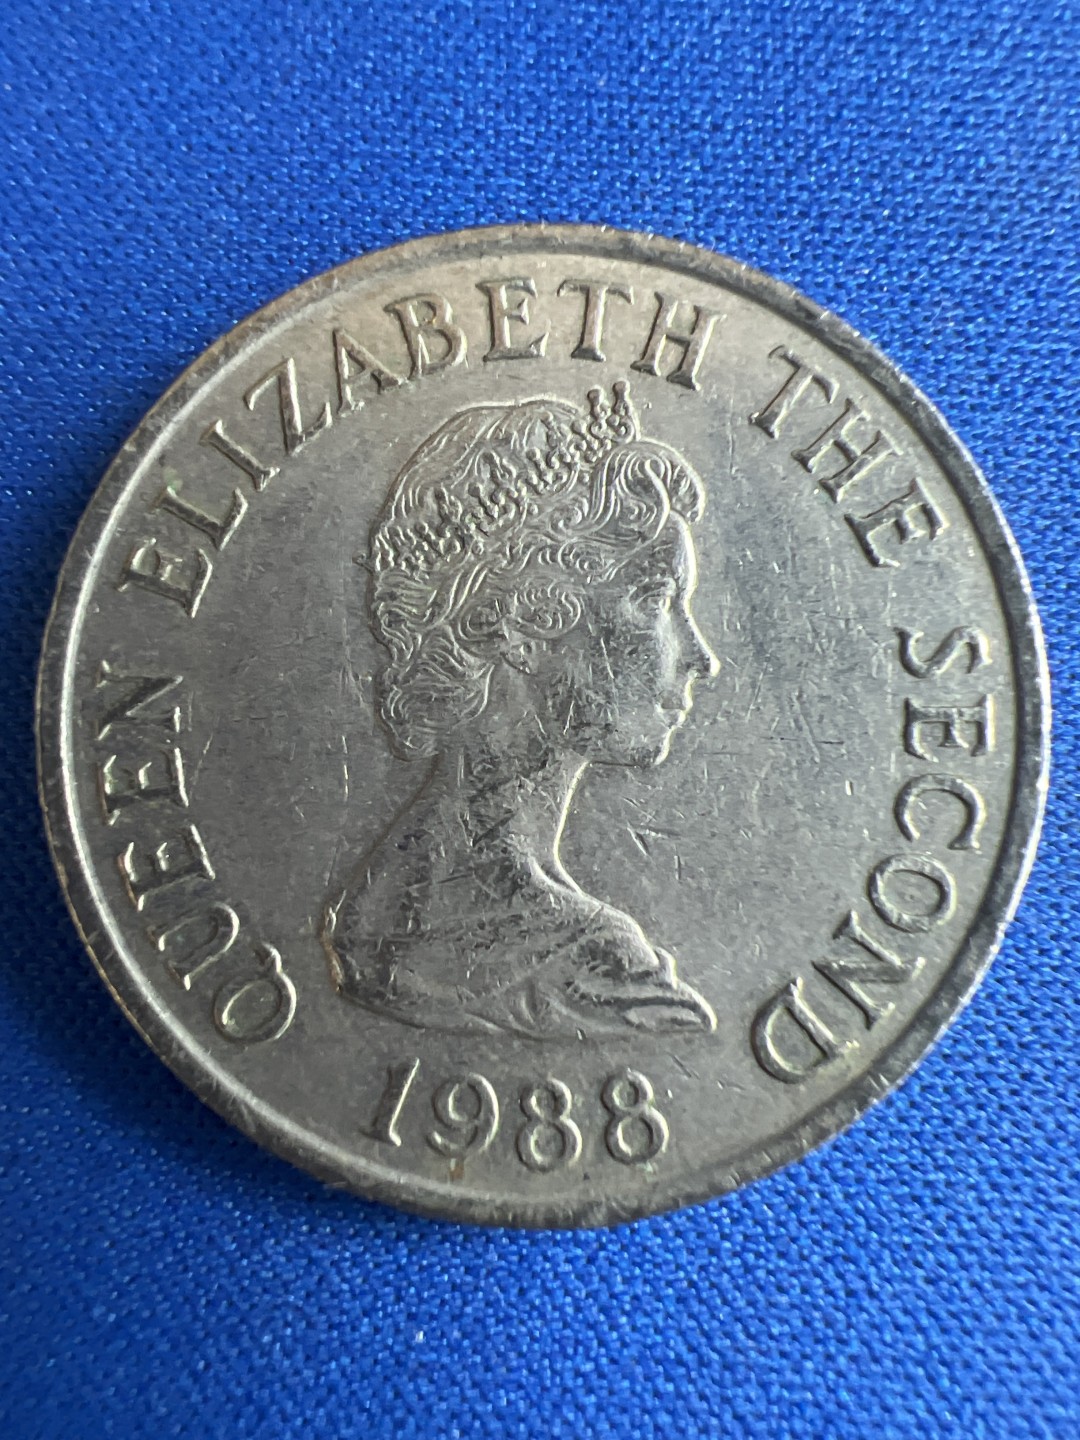 QUEEN ELIZABETH THE SECOND
1988